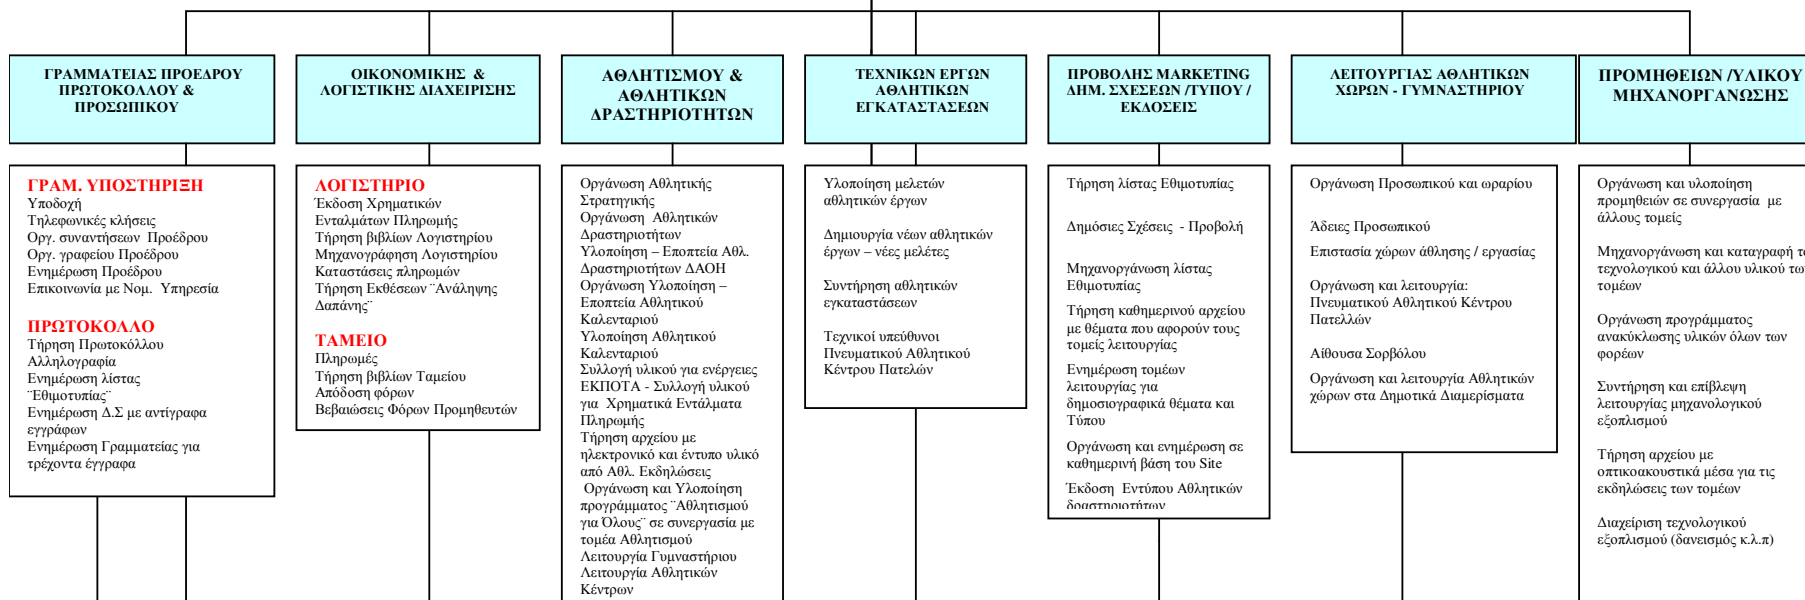 ΓΡΑΜΜΑΤΕΙΑΣ ΠΡΟΕΔΡΟΥ
ΠΡΩΤΟΚΟΛΛΟΥ &
ΠΡΟΣΩΠΙΚΟΥ
ΓΡΑΜ. ΥΠΟΣΤΗΡΙΞΗ
Υποδοχή
Τηλεφωνικές κλήσεις
Οργ. συναντήσεων Προέδρου
Οργ. γραφείου Προέδρου
Ενημέρωση Προέδρου
Επικοινωνία με Νομ. Υπηρεσία
ΠΡΩΤΟΚΟΛΛΟ
Τήρηση Πρωτοκόλλου
Αλληλογραφία
Ενημέρωση λίστας
¨Εθιμοτυπίας¨
Ενημέρωση Δ.Σ με αντίγραφα
εγγράφων
Ενημέρωση Γραμματείας για
τρέχοντα έγγραφα
ΟΙΚΟΝΟΜΙΚΗΣ &
ΛΟΓΙΣΤΙΚΗΣ ΔΙΑΧΕΙΡΙΣΗΣ
ΛΟΓΙΣΤΗΡΙΟ
Έκδοση Χρηματικών
Ενταλμάτων Πληρωμής
Τήρηση βιβλίων Λογιστηρίου
Μηχανογράφηση Λογιστηρίου
Καταστάσεις πληρωμών
Τήρηση Εκθέσεων ¨Ανάληψης
Δαπάνης¨
ΤΑΜΕΙΟ
Πληρωμές
Τήρηση βιβλίων Ταμείου
Απόδοση φόρων
Βεβαιώσεις Φόρων Προμηθευτών
ΑΘΛΗΤΙΣΜΟΥ &
ΑΘΛΗΤΙΚΩΝ
ΔΡΑΣΤΗΡΙΟΤΗΤΩΝ
Οργάνωση Αθλητικής
Στρατηγικής
Οργάνωση Αθλητικών
Δραστηριοτήτων
Υλοποίηση – Εποπτεία Αθλ.
Δραστηριοτήτων ΔΑΟΗ
Οργάνωση Υλοποίηση –
Εποπτεία Αθλητικού
Καλενταριού
Υλοποίηση Αθλητικού
Καλενταριού
Συλλογή υλικού για ενέργειες
ΕΚΠΟΤΑ - Συλλογή υλικού
για Χρηματικά Εντάλματα
Πληρωμής
Τήρηση αρχείου με
ηλεκτρονικό και έντυπο υλικό
από Αθλ. Εκδηλώσεις
Οργάνωση και Υλοποίηση
προγράμματος ¨Αθλητισμού
για Όλους¨ σε συνεργασία με
τομέα Αθλητισμού
Λειτουργία Γυμναστήριου
Λειτουργία Αθλητικών
Κέντρων
ΤΕΧΝΙΚΩΝ ΕΡΓΩΝ
ΑΘΛΗΤΙΚΩΝ
ΕΓΚΑΤΑΣΤΑΣΕΩΝ
Υλοποίηση μελετών
αθλητικών έργων
Δημιουργία νέων αθλητικών
έργων – νέες μελέτες
Συντήρηση αθλητικών
εγκαταστάσεων
Τεχνικοί υπεύθυνοι
Πνευματικού Αθλητικού
Κέντρου Πατελών
ΠΡΟΒΟΛΗΣ MARKETING
ΔΗΜ. ΣΧΕΣΕΩΝ /ΤΥΠΟΥ /
ΕΚΔΟΣΕΙΣ
Τήρηση λίστας Εθιμοτυπίας
Δημόσιες Σχέσεις - Προβολή
Μηχανοργάνωση λίστας
Εθιμοτυπίας
Τήρηση καθημερινού αρχείου
με θέματα που αφορούν τους
τομείς λειτουργίας
Ενημέρωση τομέων
λειτουργίας για
δημοσιογραφικά θέματα και
Τύπου
Οργάνωση και ενημέρωση σε
καθημερινή βάση του Site
Έκδοση Εντύπου Αθλητικών
δραστηριοτήτων
ΛΕΙΤΟΥΡΓΙΑΣ ΑΘΛΗΤΙΚΩΝ
ΧΩΡΩΝ - ΓΥΜΝΑΣΤΗΡΙΟΥ
Οργάνωση Προσωπικού και ωραρίου
Άδειες Προσωπικού
Επιστασία χώρων άθλησης / εργασίας
Οργάνωση και λειτουργία:
Πνευματικού Αθλητικού Κέντρου
Πατελλών
Αίθουσα Σορβόλου
Οργάνωση και λειτουργία Αθλητικών
χώρων στα Δημοτικά Διαμερίσματα
ΠΡΟΜΗΘΕΙΩΝ /ΥΛΙΚΟΥ
ΜΗΧΑΝΟΡΓΑΝΩΣΗΣ
Οργάνωση και υλοποίηση
προμηθειών σε συνεργασία με
άλλους τομείς
Μηχανοργάνωση και καταγραφή
τεχνολογικού και άλλου υλικού
τομέων
Οργάνωση προγράμματος
ανακύκλωσης υλικών όλων των
φορέων
Συντήρηση και επίβλεψη
λειτουργίας μηχανολογικού
εξοπλισμού
Τήρηση αρχείου με
οπτικοακουστικά μέσα για τις
εκδηλώσεις των τομέων
Διαχείριση τεχνολογικού
εξοπλισμού (δανεισμός κ.λ.π)